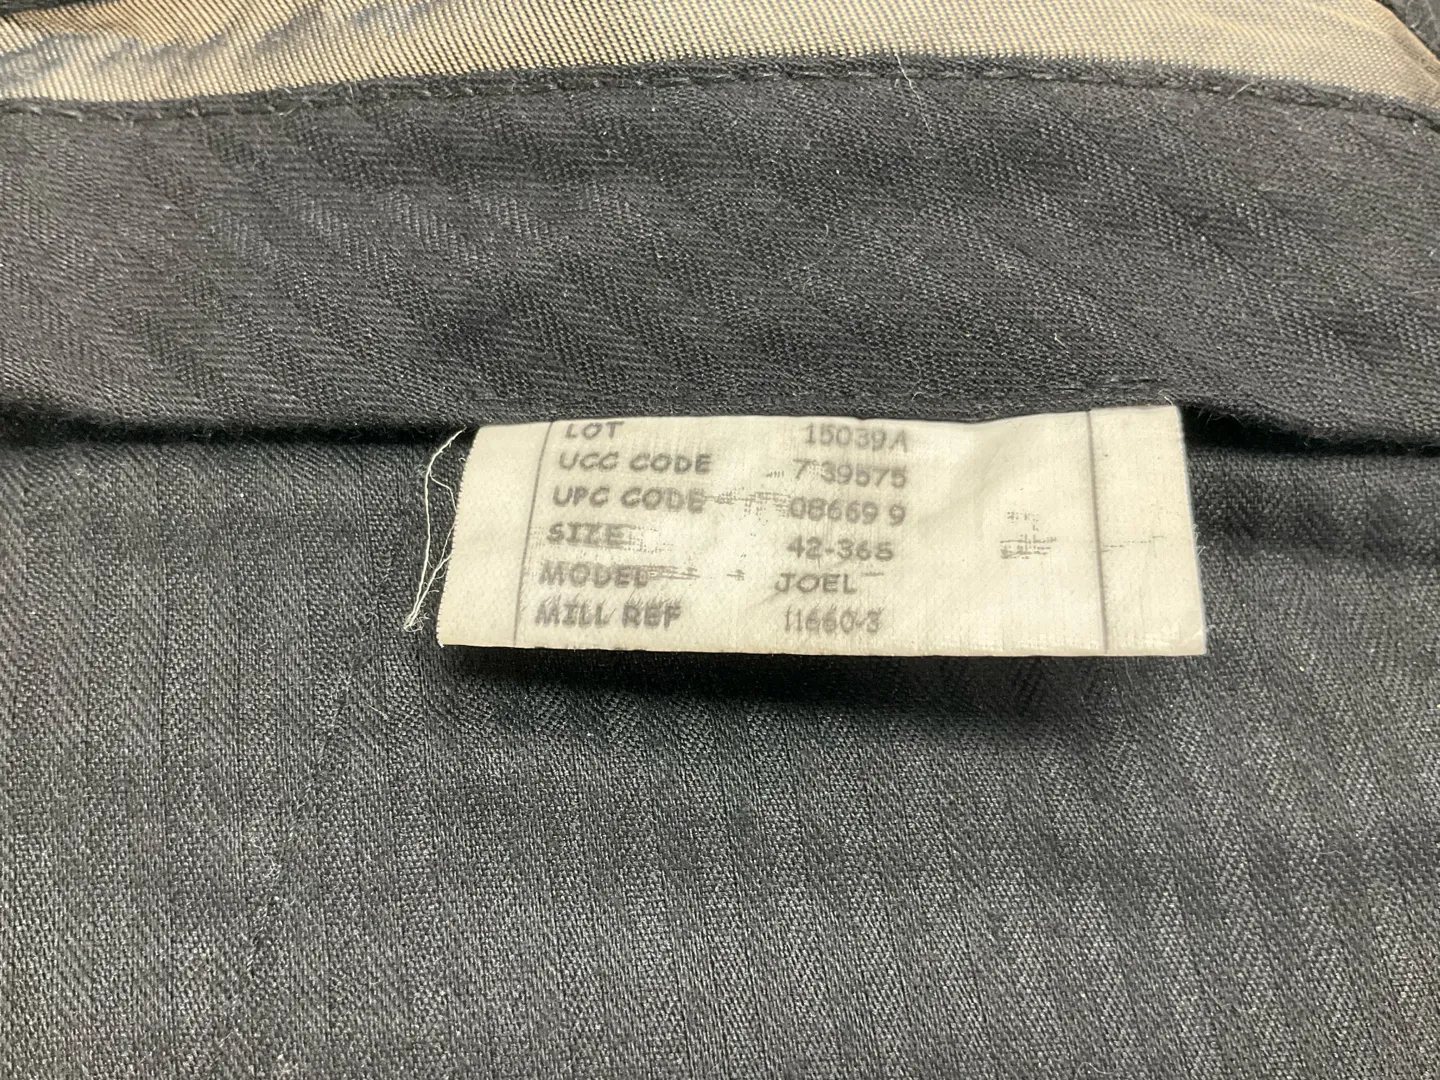 LOT 15039A
UCC CODE 7 39575
UPC CODE 08669 9
SIZE 42-36S
MODEL JOEL
MILL REF 11660-3